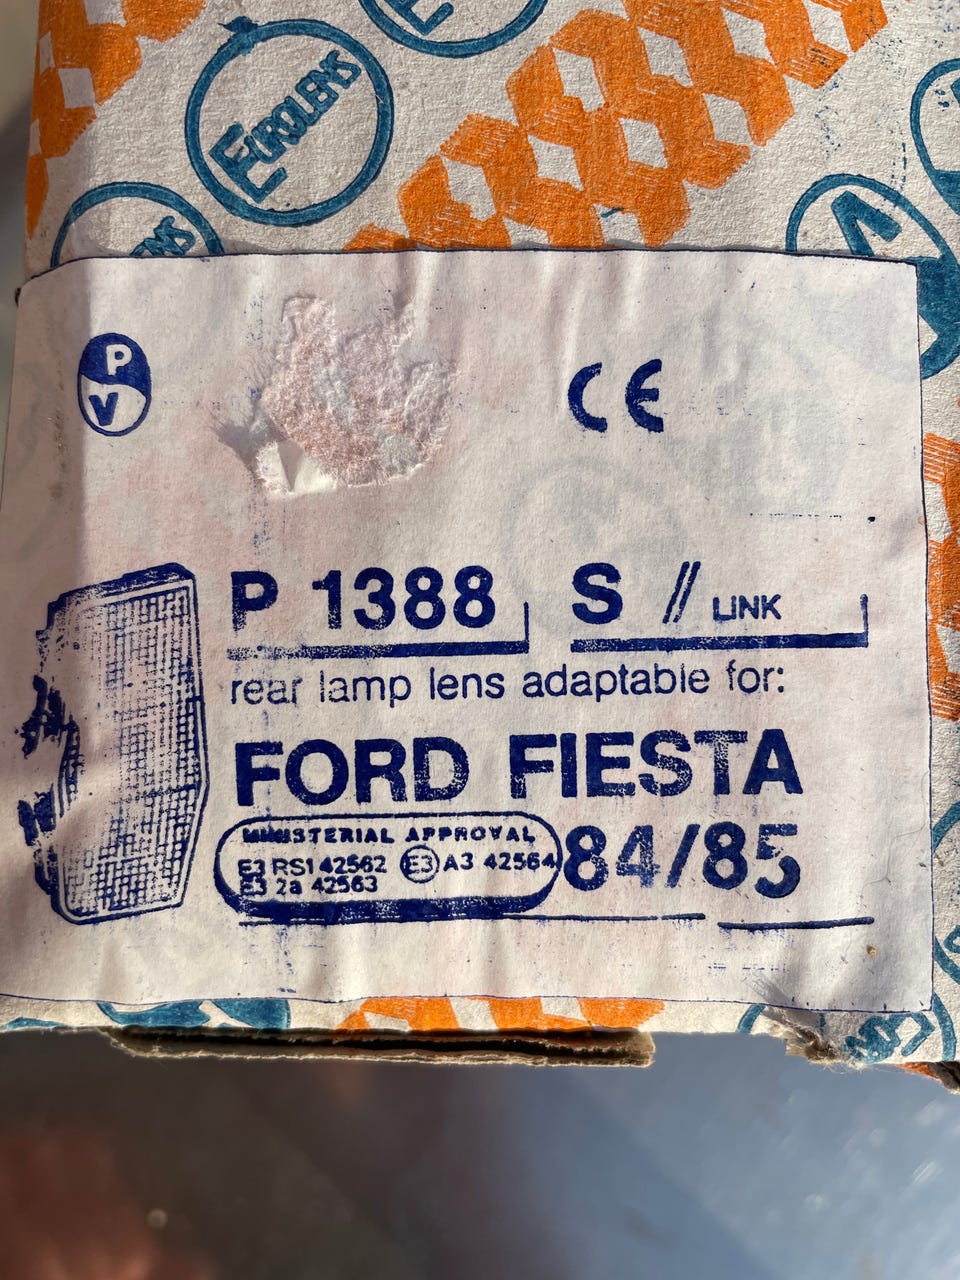 E
EUROLENS
LENS
P
V
CE
P 1388 S // LINK
rear lamp lens adaptable for:
FORD FIESTA
84/85
MINISTERIAL APPROVAL
E3 RS1 42562 E3 A3 42564
E3 2a 42563